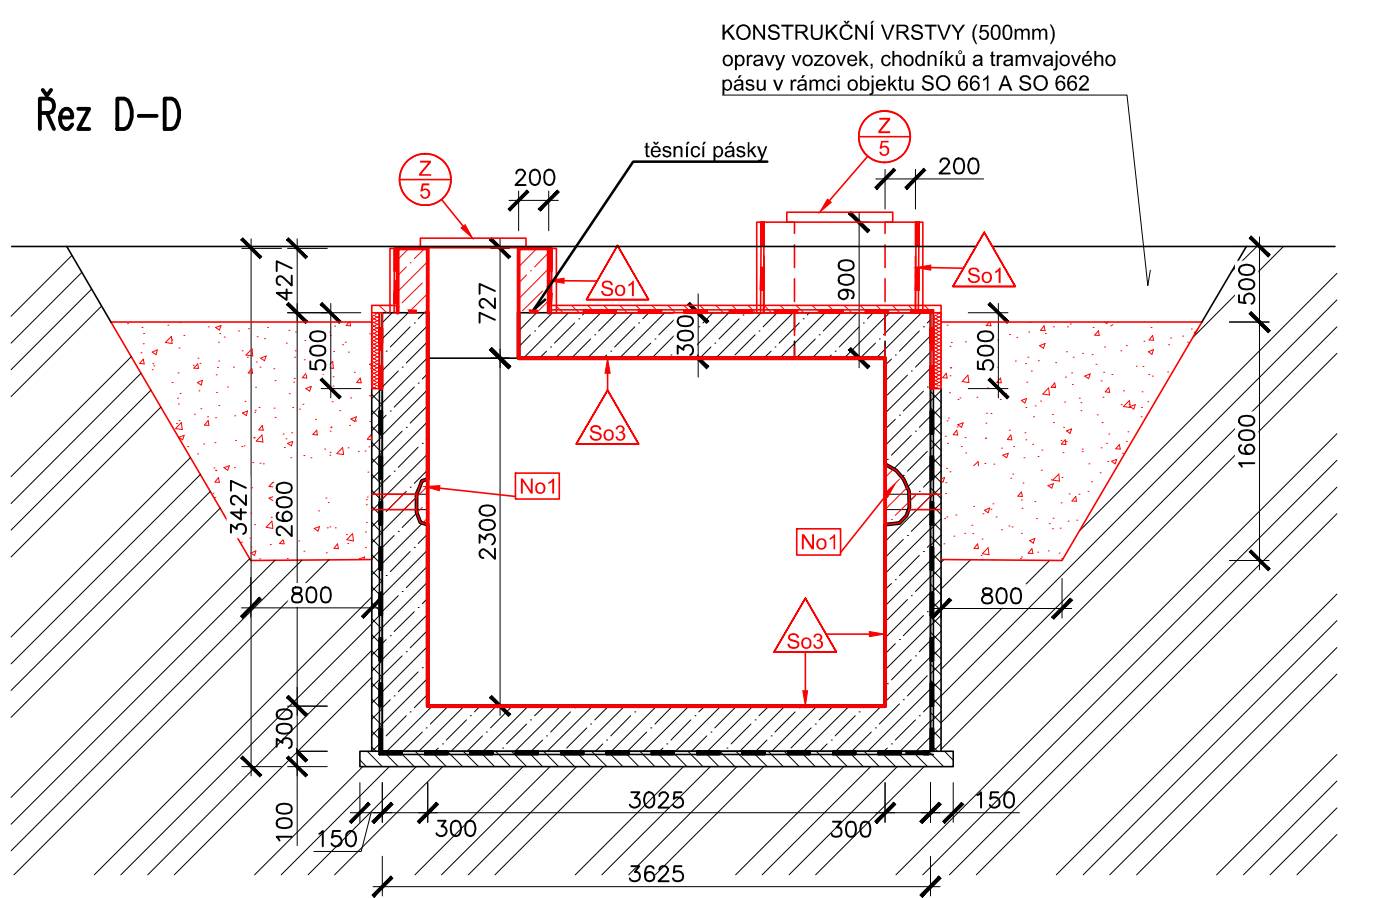 KONSTRUKČNÍ VRSTVY (500mm)
opravy vozovek, chodníků a tramvajového
pásu v rámci objektu SO 661 A SO 662
Řez D-D
těsnící pásky
Z
5
Z
5
200
200
427
727
900
500
So1
So1
300
500
500
So3
1600
3427
2600
No1
2300
No1
800
800
So3
300
100
150
300
3025
300
150
3625